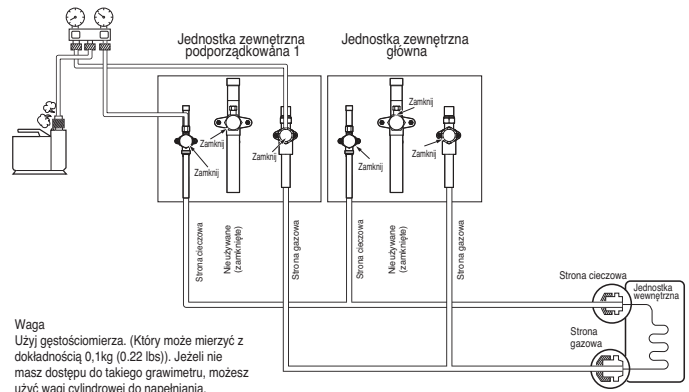 Jednostka zewnętrzna
podporządkowana 1
Jednostka zewnętrzna
główna
Zamknij
Zamknij
Zamknij
Zamknij
Zamknij
Zamknij
Strona cieczowa
Nieużywane
(zamknięte)
Strona gazowa
Strona cieczowa
Nieużywane
(zamknięte)
Strona gazowa
Strona cieczowa
Jednostka
wewnętrzna
Strona
gazowa
Waga
Użyj gęstościomierza. (Który może mierzyć z
dokładnością 0,1kg (0.22 lbs)). Jeżeli nie
masz dostępu do takiego grawimetru, możesz
użyć wagi cylindrowej do napełniania.